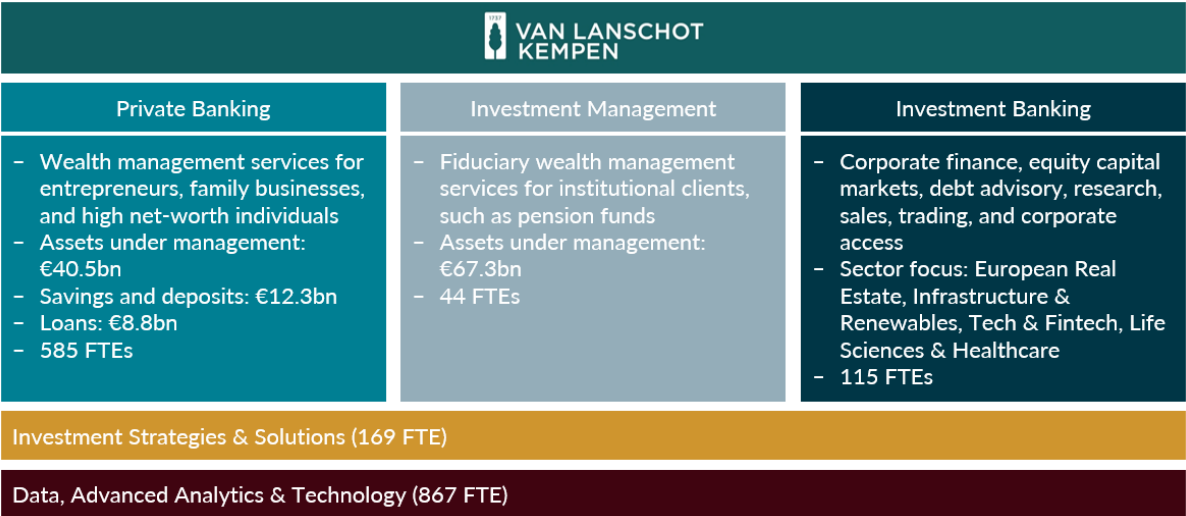 1737
VAN LANSCHOT
KEMPEN
Private Banking
– Wealth management services for
entrepreneurs, family businesses,
and high net-worth individuals
– Assets under management:
€40.5bn
– Savings and deposits: €12.3bn
– Loans: €8.8bn
– 585 FTEs
Investment Management
– Fiduciary wealth management
services for institutional clients,
such as pension funds
– Assets under management:
€67.3bn
– 44 FTEs
Investment Banking
– Corporate finance, equity capital
markets, debt advisory, research,
sales, trading, and corporate
access
– Sector focus: European Real
Estate, Infrastructure &
Renewables, Tech & Fintech, Life
Sciences & Healthcare
– 115 FTEs
Investment Strategies & Solutions (169 FTE)
Data, Advanced Analytics & Technology (867 FTE)